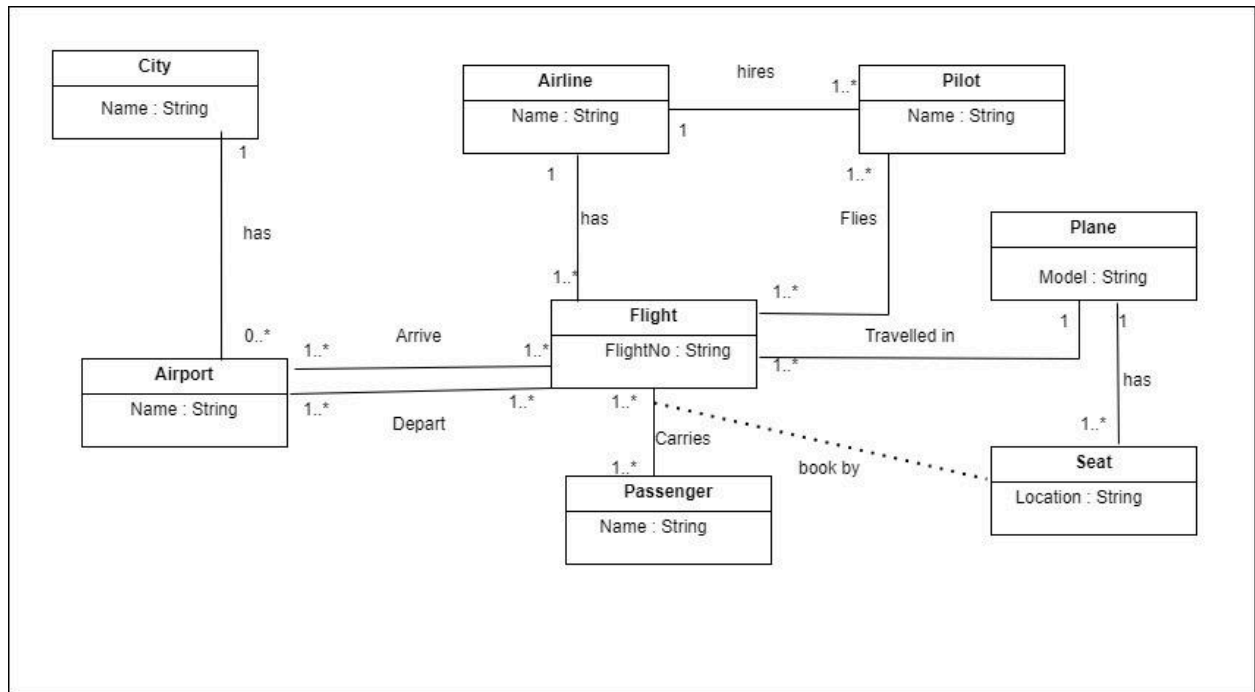 City
Name : String
1
has
0..*
Airline
Name : String
hires
1
1..*
Pilot
Name : String
1
has
1..*
1..*
Flies
1..*
Plane
Model : String
1
1
Travelled in
1..*
has
1..*
Flight
FlightNo : String
Arrive
1..*
1..*
Airport
Name : String
1..*
1..*
Depart
1..*
Carries
1..*
book by
Seat
Location : String
Passenger
Name : String